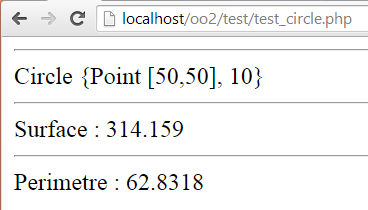 localhost/oo2/test/test_circle.php
Circle {Point [50,50], 10}
Surface : 314.159
Perimetre : 62.8318